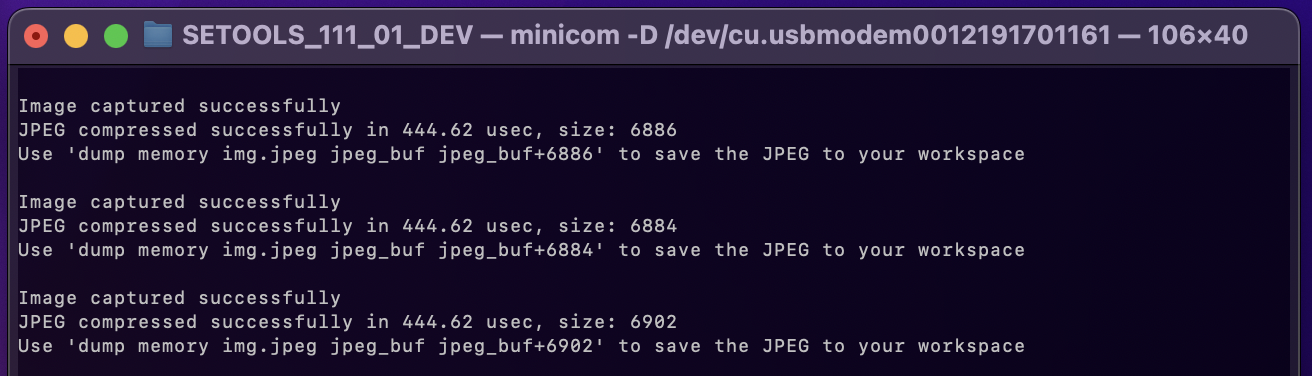 SETOOLS_111_01_DEV — minicom -D /dev/cu.usbmodem0012191701161 — 106×40
Image captured successfully
JPEG compressed successfully in 444.62 usec, size: 6886
Use 'dump memory img.jpeg jpeg_buf jpeg_buf+6886' to save the JPEG to your workspace
Image captured successfully
JPEG compressed successfully in 444.62 usec, size: 6884
Use 'dump memory img.jpeg jpeg_buf jpeg_buf+6884' to save the JPEG to your workspace
Image captured successfully
JPEG compressed successfully in 444.62 usec, size: 6902
Use 'dump memory img.jpeg jpeg_buf jpeg_buf+6902' to save the JPEG to your workspace